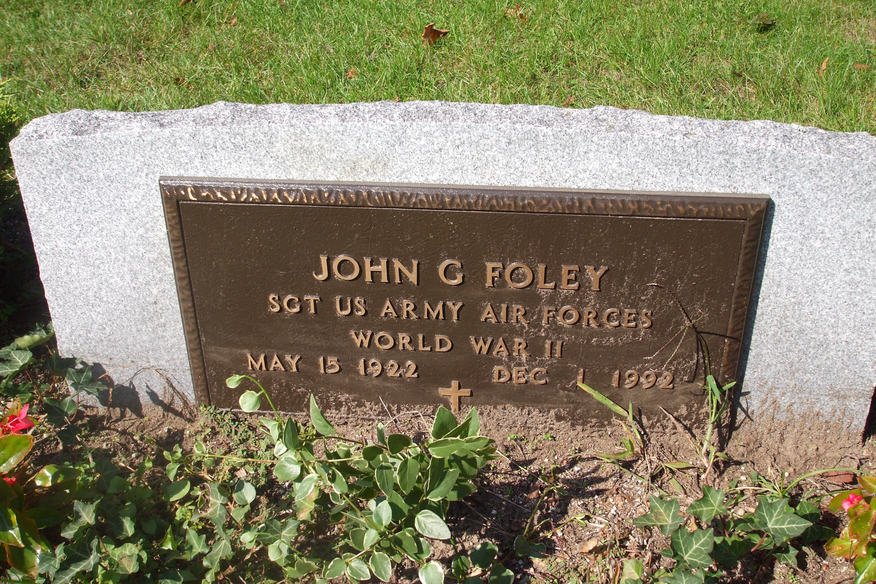 JOHN G FOLEY
SGT US ARMY AIR FORCES
WORLD WAR II
MAY 15 1922 DEC 1 1992